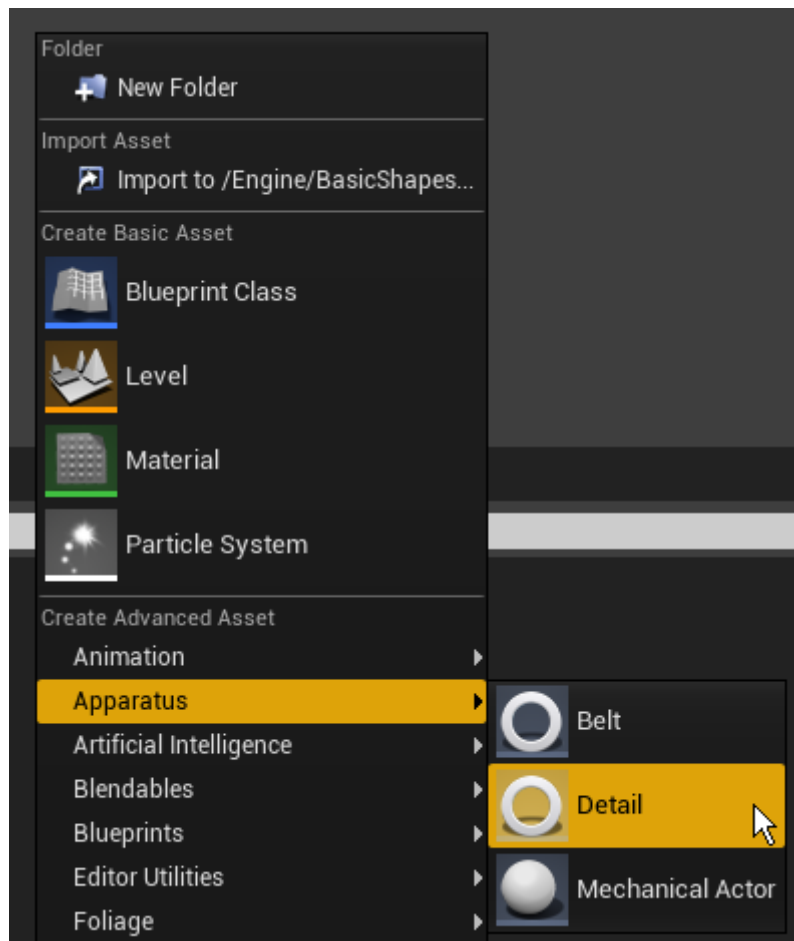 Folder
New Folder
Import Asset
Import to /Engine/BasicShapes...
Create Basic Asset
Blueprint Class
Level
Material
Particle System
Create Advanced Asset
Animation
Apparatus
Artificial Intelligence
Blendables
Blueprints
Editor Utilities
Foliage
Belt
Detail
Mechanical Actor